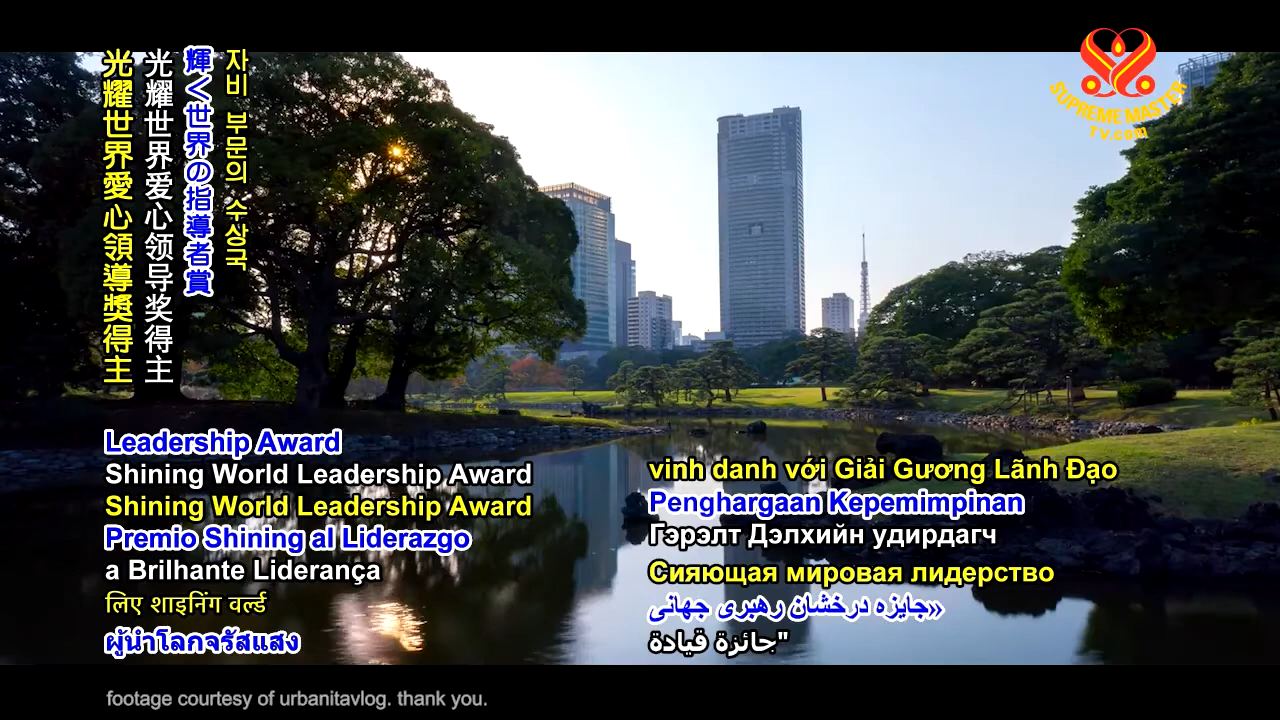 光耀世界愛心領導獎得主
光耀世界爱心领导奖得主
輝く世界の指導者賞
자비 부문의 수상국
SUPREME MASTER
TV.com
Leadership Award
Shining World Leadership Award
Shining World Leadership Award
Premio Shining al Liderazgo
a Brilhante Liderança
लिए शाइनिंग वर्ल्ड
ผู้นำโลกจรัสแสง
vinh danh với Giải Gương Lãnh Đạo
Penghargaan Kepemimpinan
Гэрэлт Дэлхийн удирдагч
Сияющая мировая лидерство
«جایزه درخشان رهبری جهانی
"جائزة قيادة
footage courtesy of urbanitavlog. thank you.